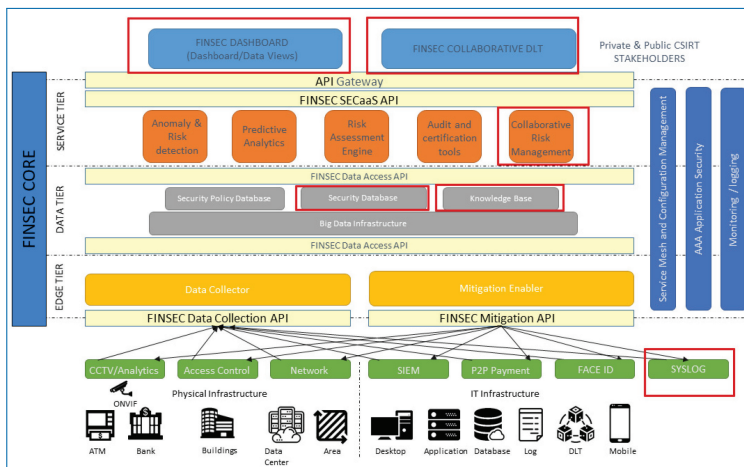 FINSEC DASHBOARD
(Dashboard/Data Views)
FINSEC COLLABORATIVE DLT
Private & Public CSIRT
STAKEHOLDERS
FINSEC CORE
SERVICE TIER
API Gateway
FINSEC SECaaS API
Anomaly &
Risk
detection
Predictive
Analytics
Risk
Assessment
Engine
Audit and
certification
tools
Collaborative
Risk
Management
DATA TIER
FINSEC Data Access API
Security Policy Database
Security Database
Knowledge Base
Big Data Infrastructure
FINSEC Data Access API
EDGE TIER
Data Collector
Mitigation Enabler
FINSEC Data Collection API
FINSEC Mitigation API
Service Mesh and Configuration Management
AAA Application Security
Monitoring /logging
CCTV/Analytics
Access Control
Network
SIEM
P2P Payment
FACE ID
SYSLOG
ONVIF
Physical Infrastructure
IT Infrastructure
ATM
Bank
Buildings
Data
Center
Area
Desktop
Application
Database
Log
DLT
Mobile